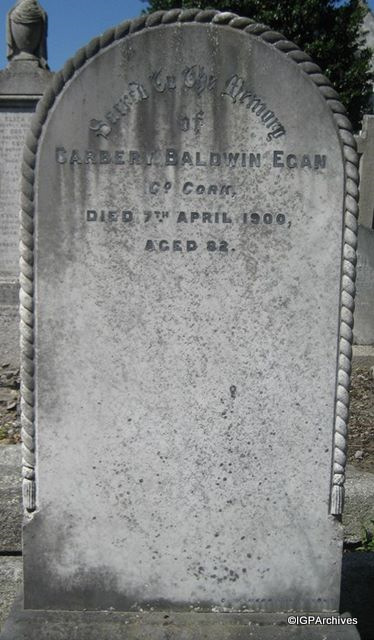 Sacred To The Memory
of
CARBERY BALDWIN EGAN
Co CORK,
DIED 7TH APRIL 1900,
AGED 82.
©IGPArchives